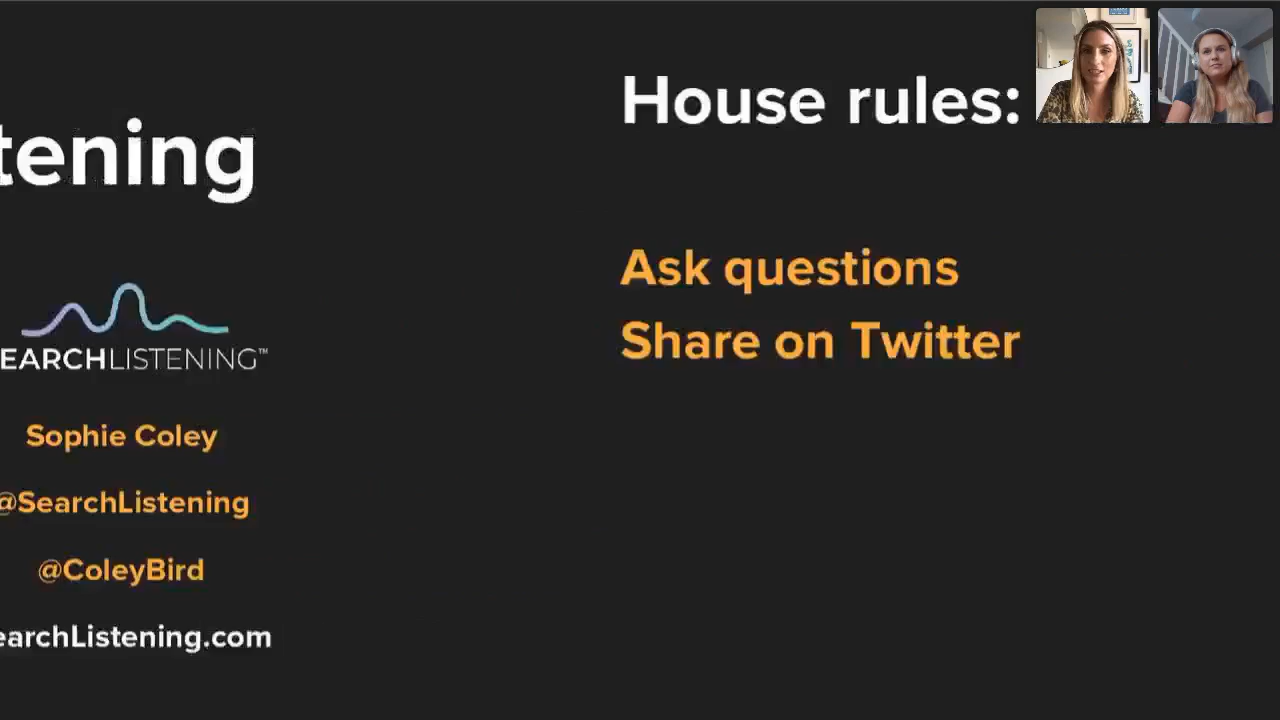 tening
EARCHLISTENING™
Sophie Coley
@SearchListening
@ColeyBird
earchListening.com
House rules:
Ask questions
Share on Twitter